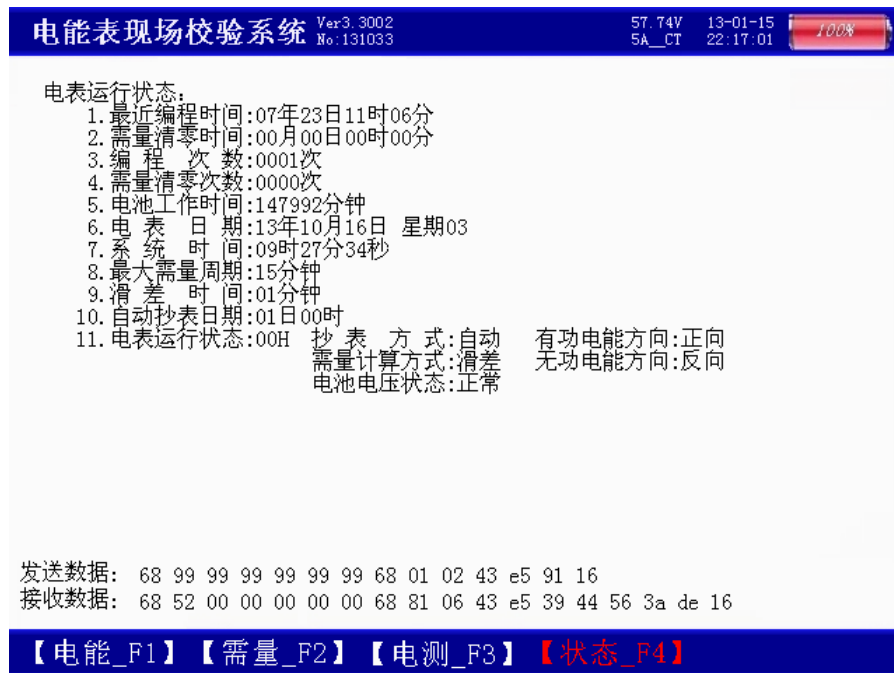 电能表现场校验系统 Ver3.3002 No:131033 57.74V 5A__CT 13-01-15 22:17:01 100%
电表运行状态:
1.最近编程时间:07年23日11时06分
2.需量清零时间:00月00日00时00分
3.编 程 次 数:0001次
4.需量清零次数:0000次
5.电池工作时间:147992分钟
6.电 表 日 期:13年10月16日 星期03
7.系 统 时 间:09时27分34秒
8.最大需量周期:15分钟
9.滑 差 时 间:01分钟
10.自动抄表日期:01日00时
11.电表运行状态:00H 抄 表 方 式:自动 有功电能方向:正向
需量计算方式:滑差 无功电能方向:反向
电池电压状态:正常
发送数据: 68 99 99 99 99 99 99 68 01 02 43 e5 91 16
接收数据: 68 52 00 00 00 00 00 68 81 06 43 e5 39 44 56 3a de 16
【电能_F1】【需量_F2】【电测_F3】【状态_F4】